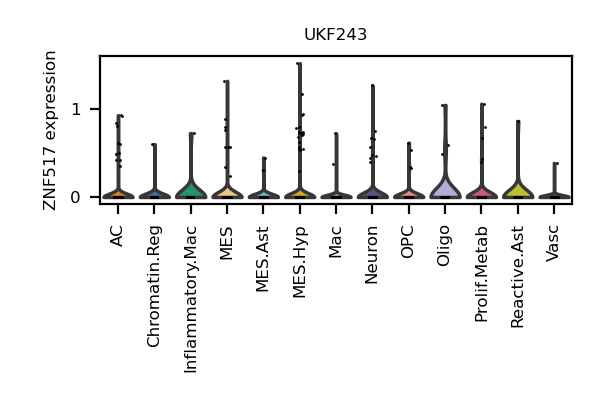 UKF243
ZNF517 expression
1
0
AC
Chromatin.Reg
Inflammatory.Mac
MES
MES.Ast
MES.Hyp
Mac
Neuron
OPC
Oligo
Prolif.Metab
Reactive.Ast
Vasc